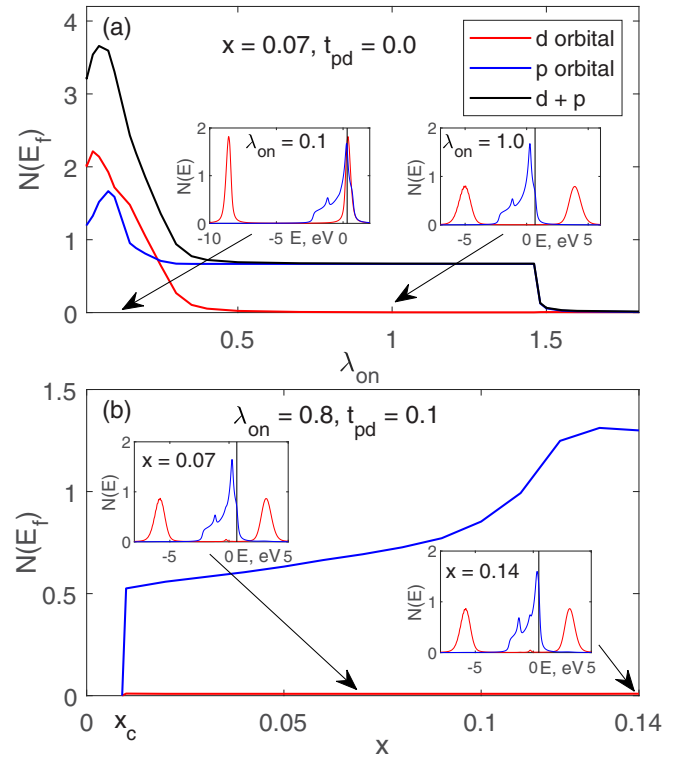 (a)
x = 0.07, t_pd = 0.0
d orbital
p orbital
d + p
N(E_f)
4
3
2
1
0
0.5
1
1.5
λ_on
N(E)
2
1
0
λ_on = 0.1
-10
-5
E, eV
0
N(E)
2
1
0
λ_on = 1.0
-5
0
E, eV
5
(b)
λ_on = 0.8, t_pd = 0.1
N(E_f)
1.5
1
0.5
0
0
x_c
0.05
0.1
0.14
x
N(E)
2
1
0
x = 0.07
-5
0
E, eV
5
N(E)
2
1
0
x = 0.14
-5
0
E, eV
5